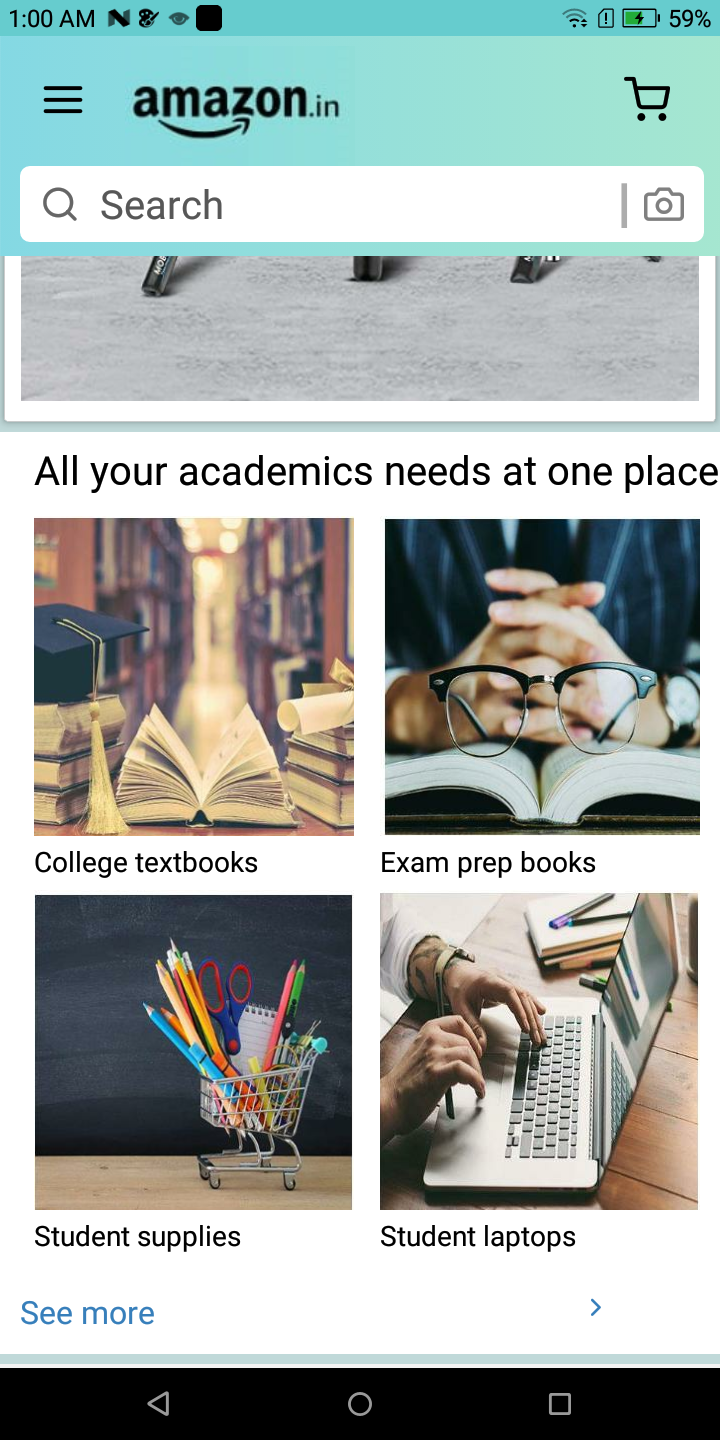 1:00 AM
59%
amazon.in
Search
All your academics needs at one place
College textbooks
Exam prep books
Student supplies
Student laptops
See more